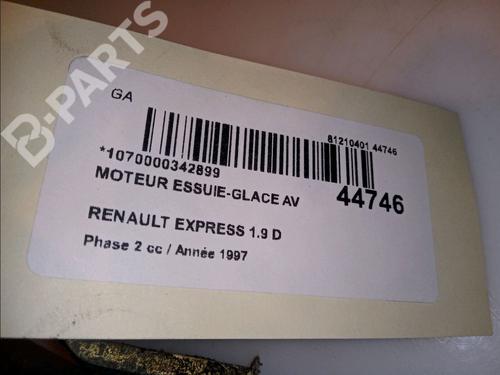 B-PARTS
GA
81210401 44746
*1070000342899
MOTEUR ESSUIE-GLACE AV
44746
RENAULT EXPRESS 1.9 D
Phase 2 cc / Année 1997